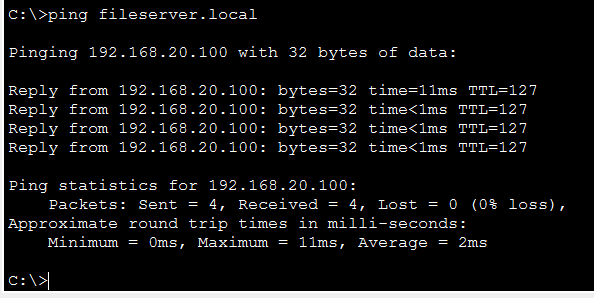 C:\>ping fileserver.local
Pinging 192.168.20.100 with 32 bytes of data:
Reply from 192.168.20.100: bytes=32 time=11ms TTL=127
Reply from 192.168.20.100: bytes=32 time<1ms TTL=127
Reply from 192.168.20.100: bytes=32 time<1ms TTL=127
Reply from 192.168.20.100: bytes=32 time<1ms TTL=127
Ping statistics for 192.168.20.100:
    Packets: Sent = 4, Received = 4, Lost = 0 (0% loss),
Approximate round trip times in milli-seconds:
    Minimum = 0ms, Maximum = 11ms, Average = 2ms
C:\>